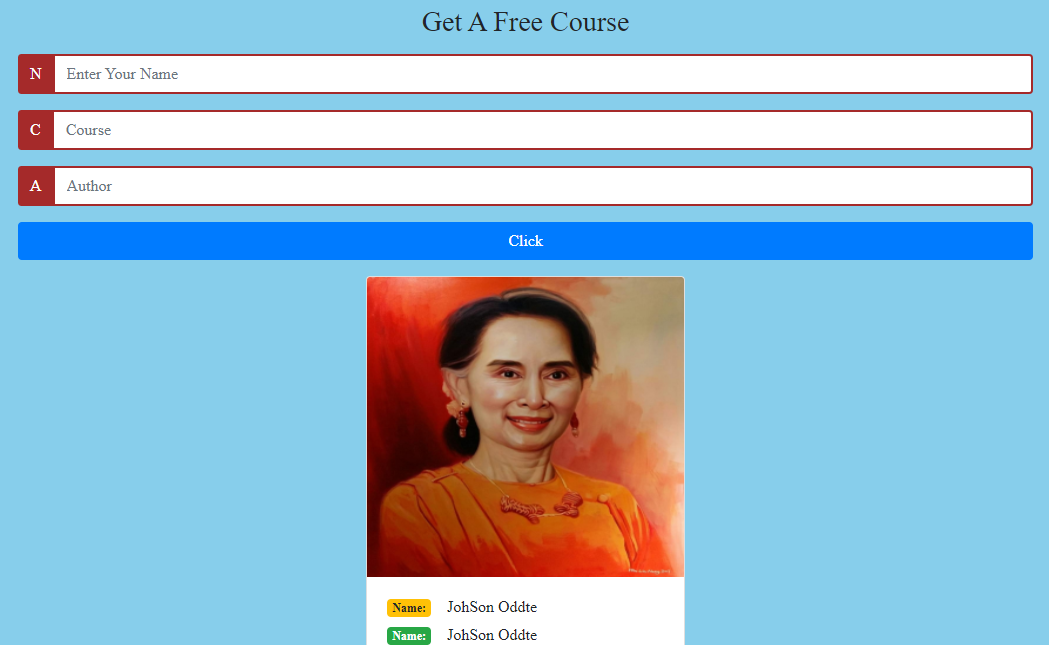 Get A Free Course
N Enter Your Name
C Course
A Author
Click
Name: JohSon Oddte
Name: JohSon Oddte